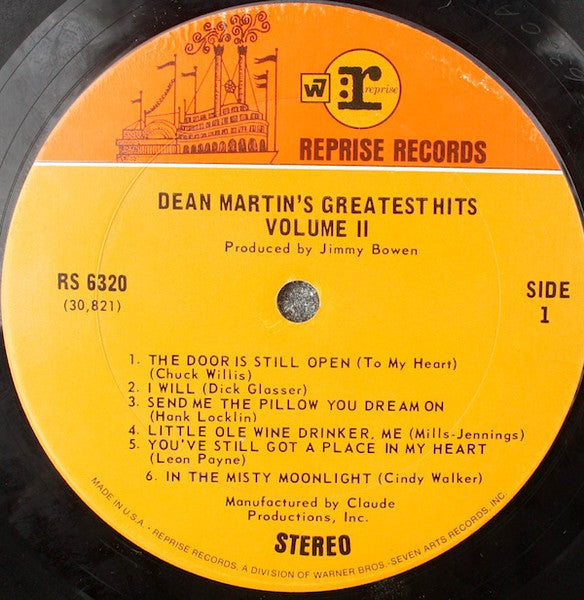 W7
r:
reprise
REPRISE RECORDS
DEAN MARTIN'S GREATEST HITS
VOLUME II
Produced by Jimmy Bowen
RS 6320
(30,821)
SIDE
1
1. THE DOOR IS STILL OPEN (To My Heart)
(Chuck Willis)
2. I WILL (Dick Glasser)
3. SEND ME THE PILLOW YOU DREAM ON
(Hank Locklin)
4. LITTLE OLE WINE DRINKER, ME (Mills-Jennings)
5. YOU'VE STILL GOT A PLACE IN MY HEART
(Leon Payne)
6. IN THE MISTY MOONLIGHT (Cindy Walker)
Manufactured by Claude
Productions, Inc.
STEREO
MADE IN U.S.A. • REPRISE RECORDS, A DIVISION OF WARNER BROS.-SEVEN ARTS RECORDS, INC.